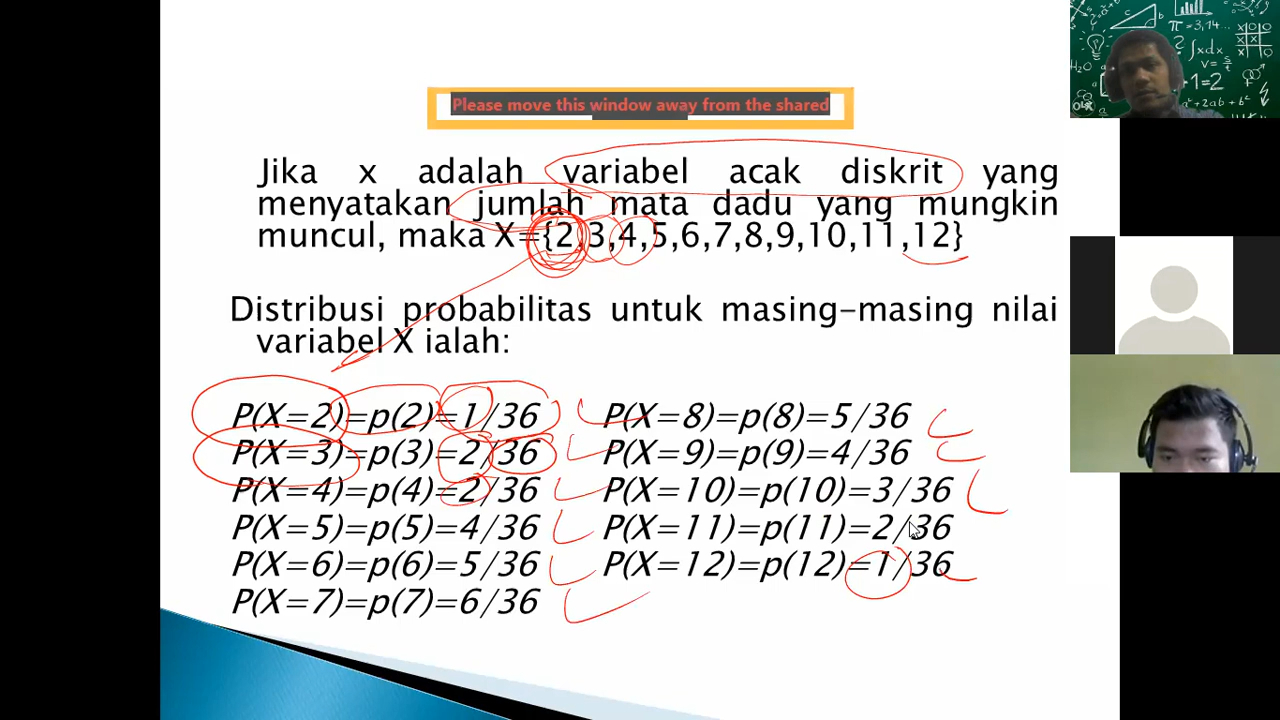 Please move this window away from the shared
Jika x adalah variabel acak diskrit yang
menyatakan jumlah mata dadu yang mungkin
muncul, maka X={2,3,4,5,6,7,8,9,10,11,12}
Distribusi probabilitas untuk masing-masing nilai
variabel X ialah:
P(X=2)=p(2)=1/36
P(X=3)=p(3)=2/36
P(X=4)=p(4)=2/36
P(X=5)=p(5)=4/36
P(X=6)=p(6)=5/36
P(X=7)=p(7)=6/36
P(X=8)=p(8)=5/36
P(X=9)=p(9)=4/36
P(X=10)=p(10)=3/36
P(X=11)=p(11)=2/36
P(X=12)=p(12)=1/36